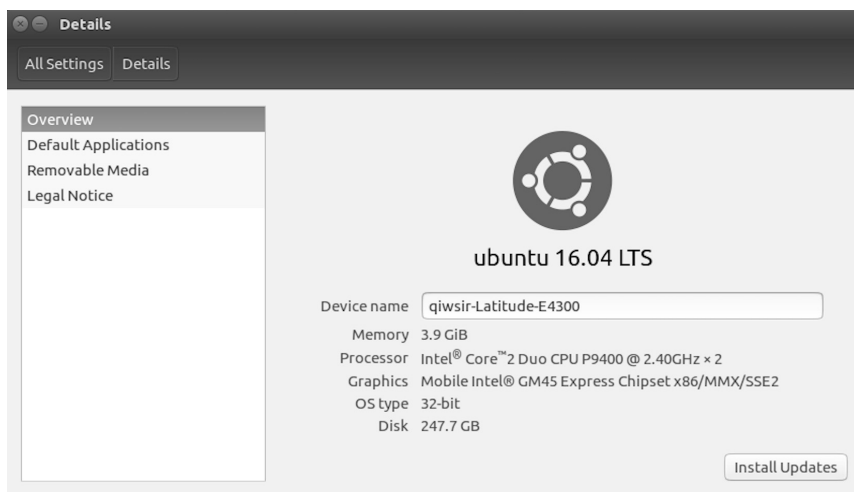 Details
All Settings Details
Overview
Default Applications
Removable Media
Legal Notice
ubuntu 16.04 LTS
Device name qiwsir-Latitude-E4300
Memory 3.9 GiB
Processor Intel® Core™2 Duo CPU P9400 @ 2.40GHz × 2
Graphics Mobile Intel® GM45 Express Chipset x86/MMX/SSE2
OS type 32-bit
Disk 247.7 GB
Install Updates